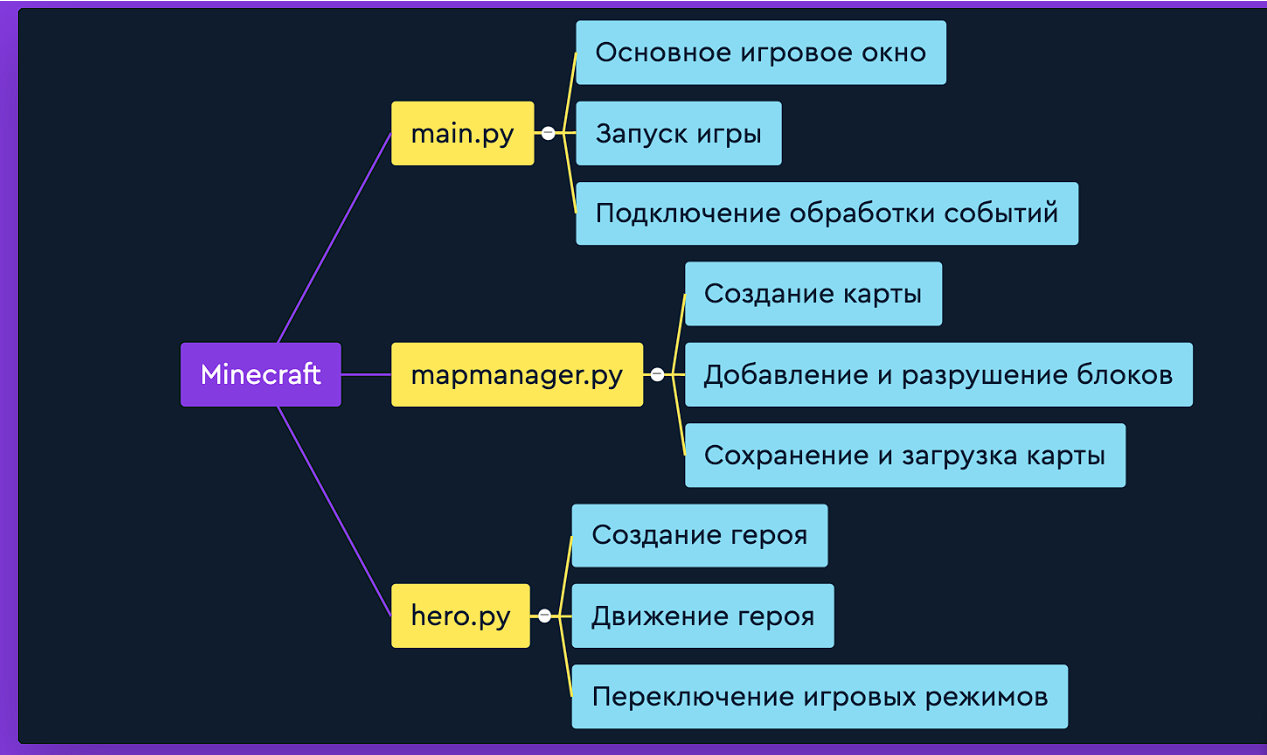 Основное игровое окно
main.py
Запуск игры
Подключение обработки событий
Создание карты
Minecraft
mapmanager.py
Добавление и разрушение блоков
Сохранение и загрузка карты
Создание героя
hero.py
Движение героя
Переключение игровых режимов